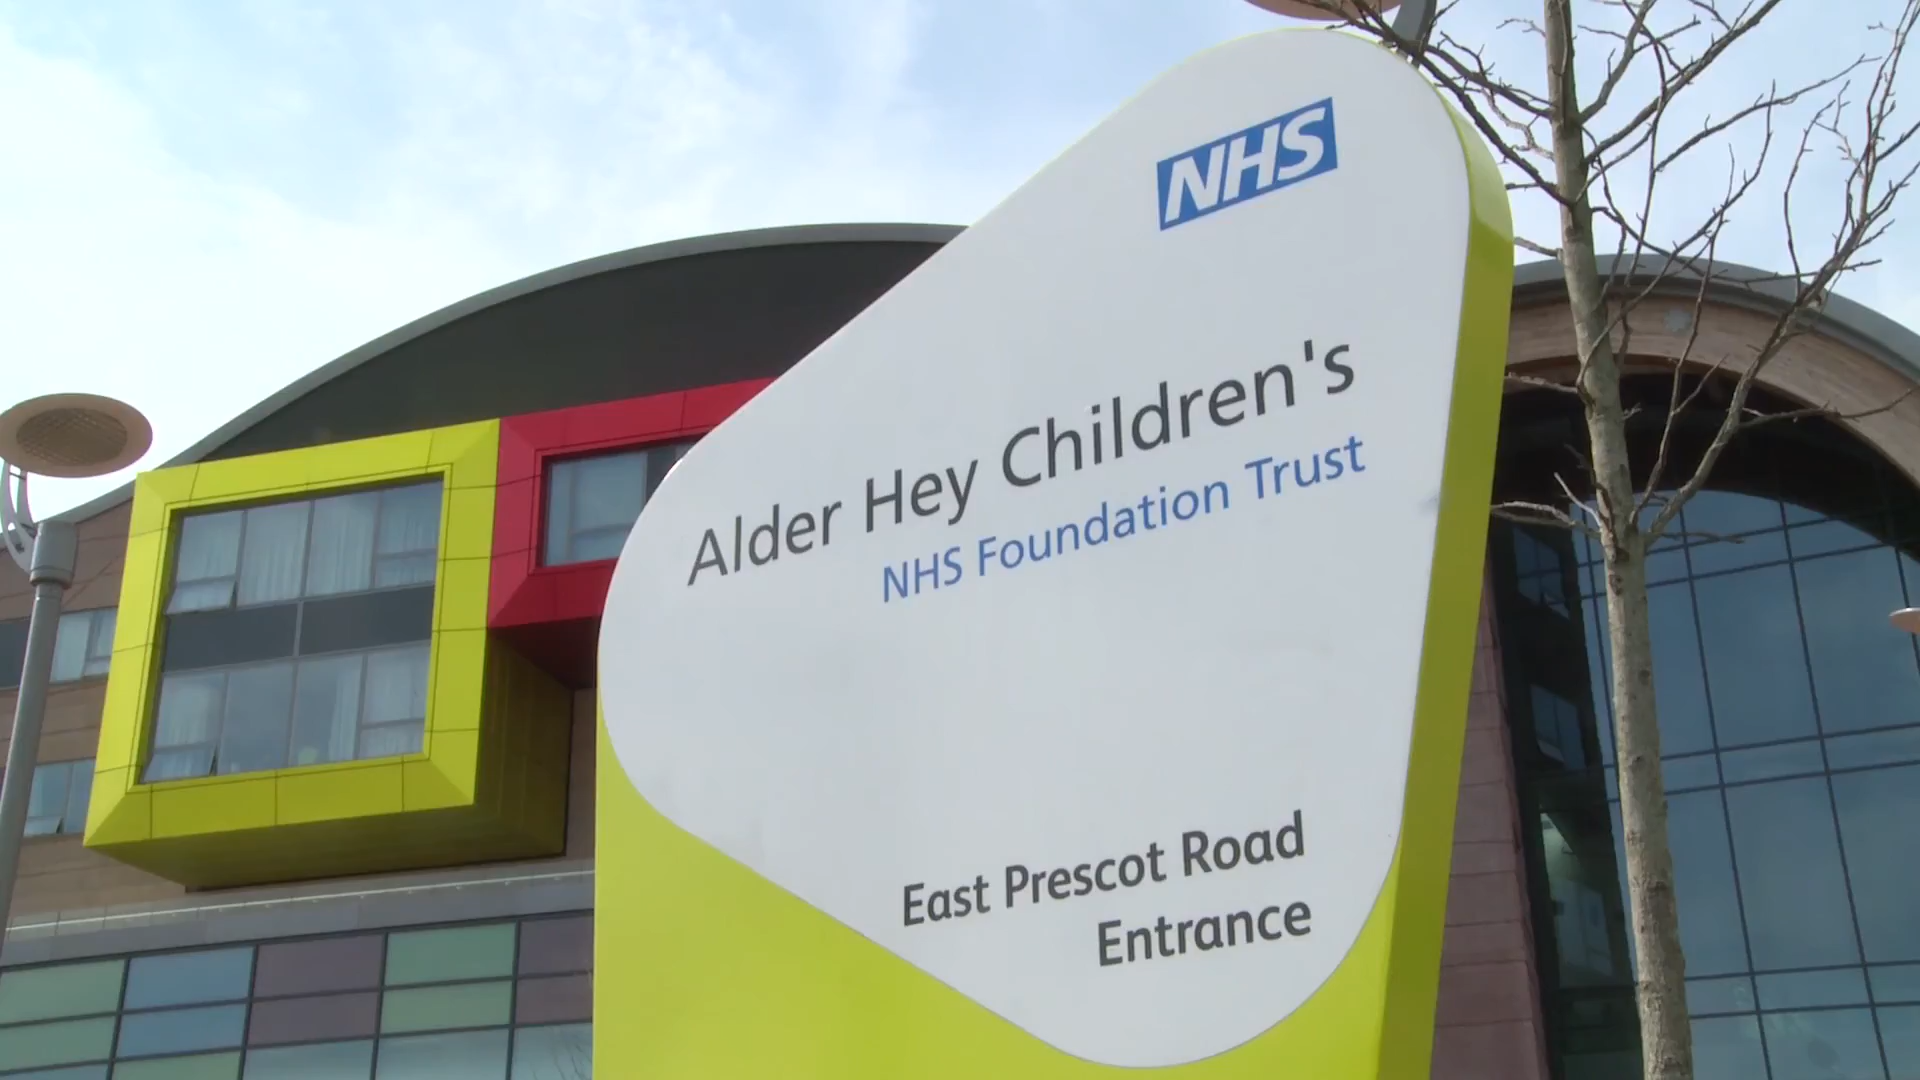 NHS
Alder Hey Children's
NHS Foundation Trust
East Prescot Road
Entrance